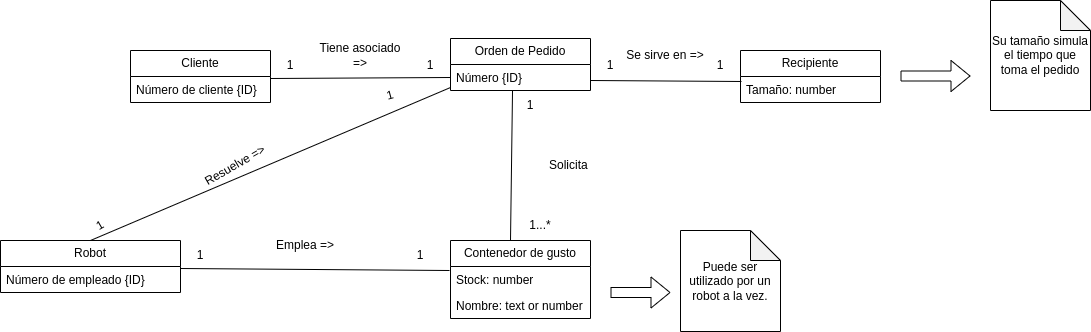 Cliente
Número de cliente {ID}
1
Tiene asociado
=>
1
Orden de Pedido
Número {ID}
1
Se sirve en =>
1
Recipiente
Tamaño: number
Su tamaño simula
el tiempo que
toma el pedido
1
Resuelve =>
1
1
Solicita
1...*
Robot
Número de empleado {ID}
1
Emplea =>
1
Contenedor de gusto
Stock: number
Nombre: text or number
Puede ser
utilizado por un
robot a la vez.